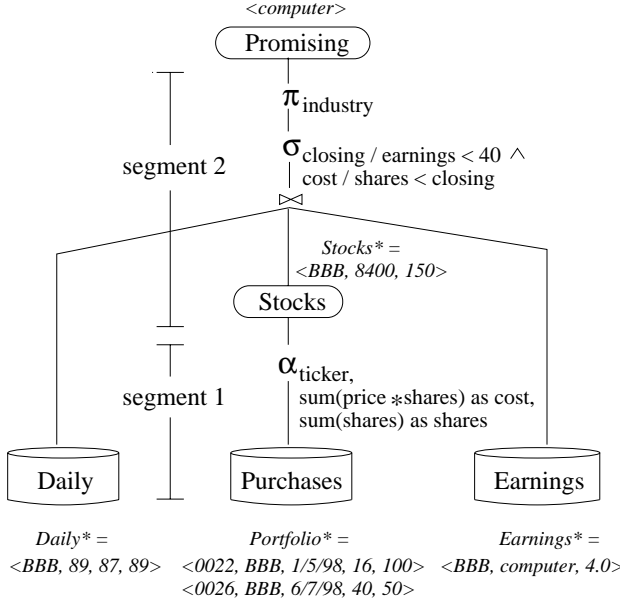 <computer>
Promising
π industry
σ closing / earnings < 40 ∧
cost / shares < closing
segment 2
⋈
Stocks* =
<BBB, 8400, 150>
Stocks
α ticker,
sum(price *shares) as cost,
sum(shares) as shares
segment 1
Daily
Purchases
Earnings
Daily* =
<BBB, 89, 87, 89>
Portfolio* =
<0022, BBB, 1/5/98, 16, 100>
<0026, BBB, 6/7/98, 40, 50>
Earnings* =
<BBB, computer, 4.0>